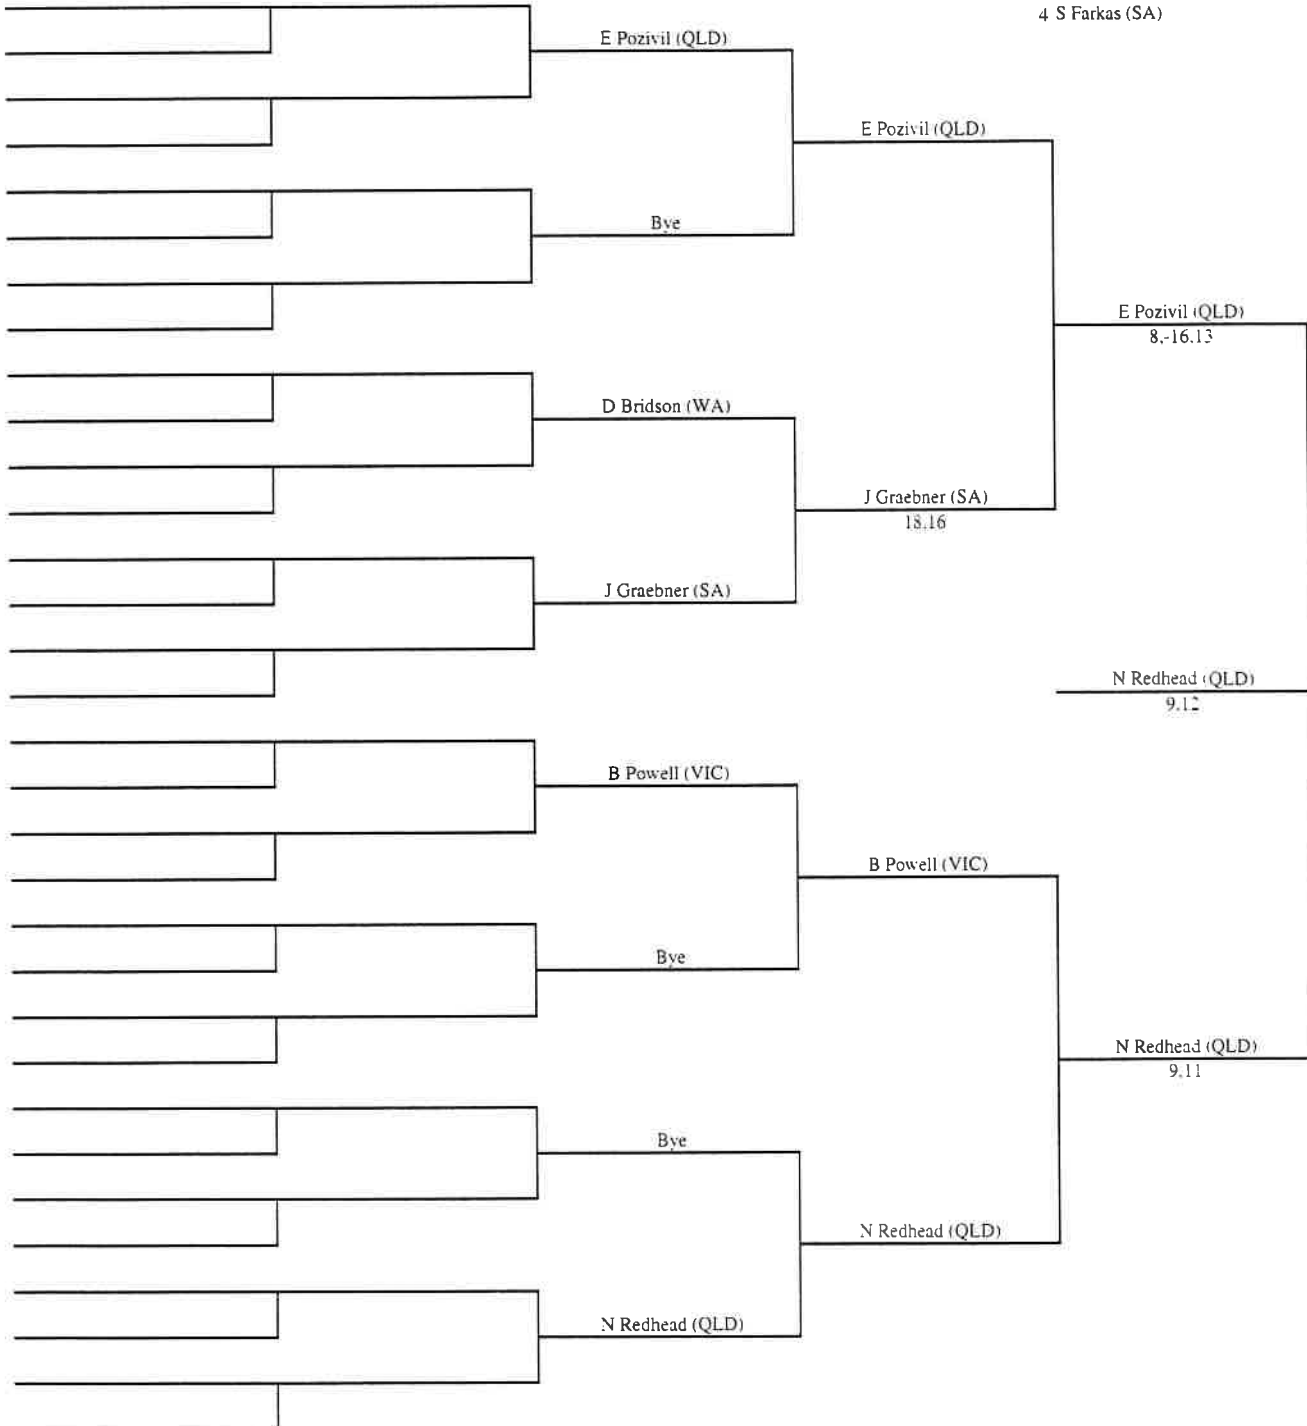 4 S Farkas (SA)
E Pozivil (QLD)
E Pozivil (QLD)
Bye
E Pozivil (QLD)
8,-16,13
D Bridson (WA)
J Graebner (SA)
18,16
J Graebner (SA)
N Redhead (QLD)
9,12
B Powell (VIC)
B Powell (VIC)
Bye
N Redhead (QLD)
9,11
Bye
N Redhead (QLD)
N Redhead (QLD)